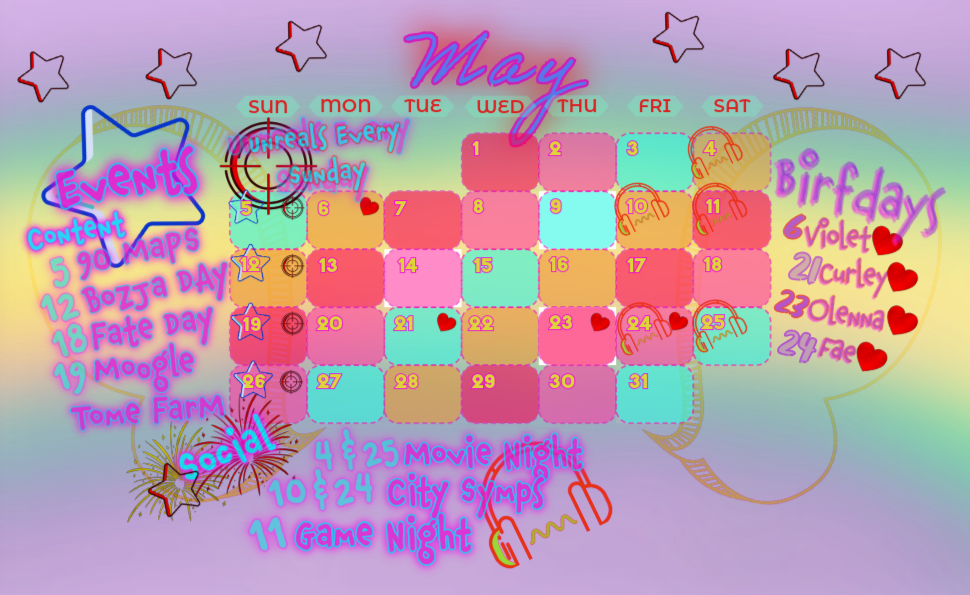 May
SUN MON TUE WED THU FRI SAT
Unreals Every
Sunday
1 2 3 4
5 6 7 8 9 10 11
12 13 14 15 16 17 18
19 20 21 22 23 24 25
26 27 28 29 30 31
Events
Content
5 90 Maps
12 Bozja DAy
18 Fate Day
19 Moogle
Tome Farm
Birfdays
6 Violet
21 Curley
23 Olenna
24 Fae
Social
4 & 25 Movie Night
10 & 24 City Symps
11 Game Night